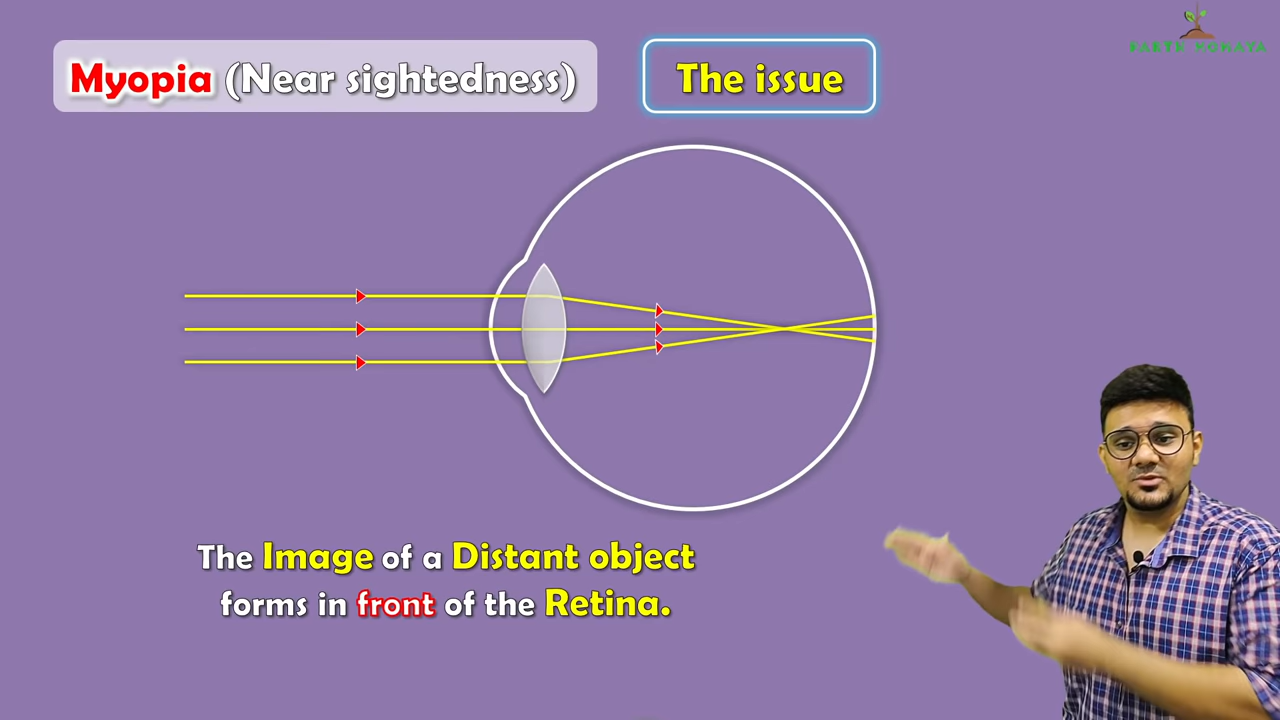 Myopia (Near sightedness)
The issue
The Image of a Distant object
forms in front of the Retina.